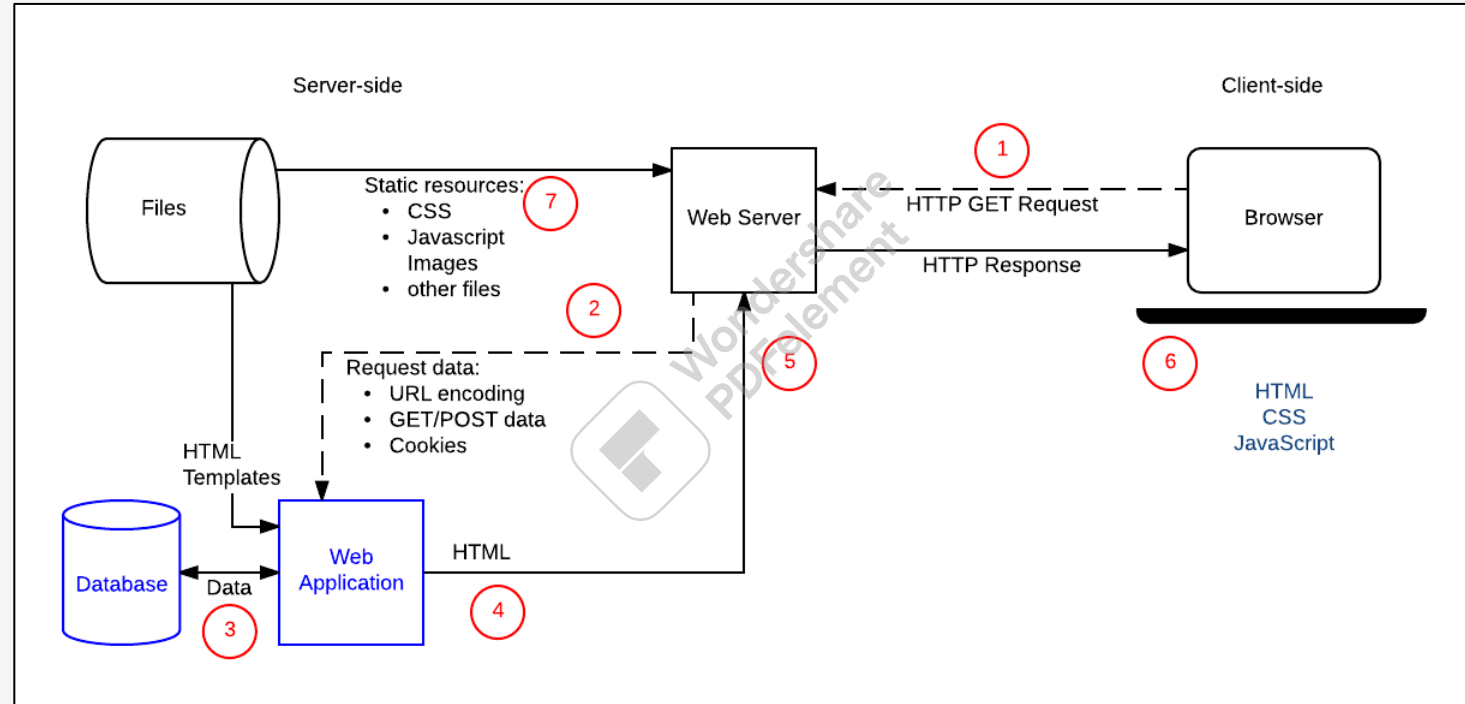 Server-side
Client-side
Files
Static resources:
• CSS
• Javascript
Images
• other files
7
Web Server
1
HTTP GET Request
HTTP Response
Browser
2
Request data:
• URL encoding
• GET/POST data
• Cookies
5
6
HTML
CSS
JavaScript
HTML
Templates
Database
Data
3
Web
Application
HTML
4
Wondershare
PDFelement